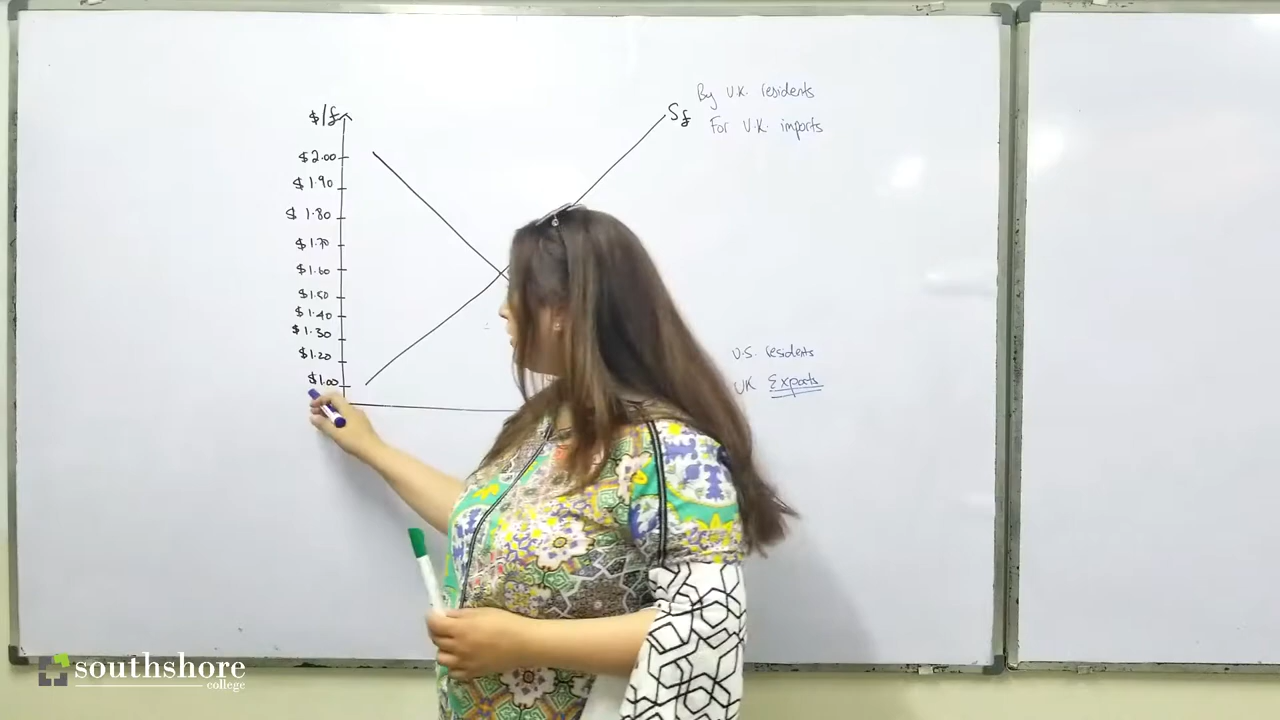 $/£
$2.00
$1.90
$1.80
$1.70
$1.60
$1.50
$1.40
$1.30
$1.20
$1.00
S£
By U.K. residents
For U.K. imports
U.S. residents
UK Exports
southshore
college